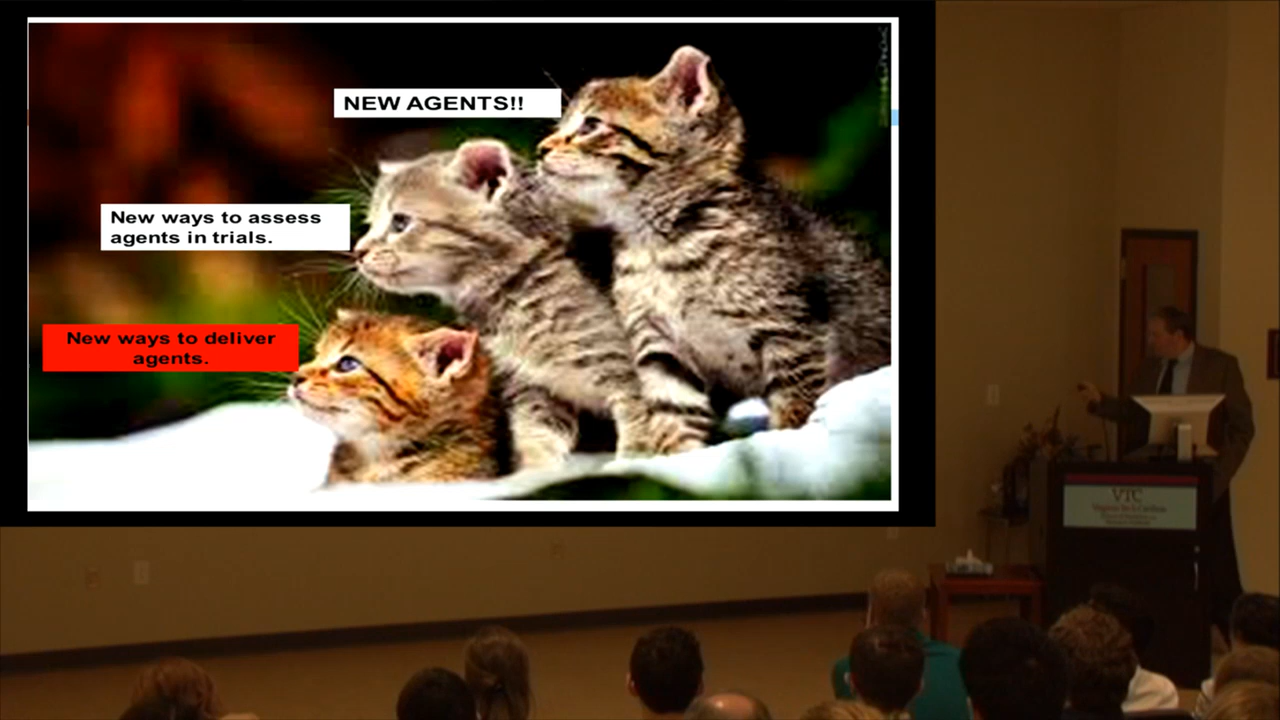 NEW AGENTS!!
New ways to assess
agents in trials.
New ways to deliver
agents.
VTC